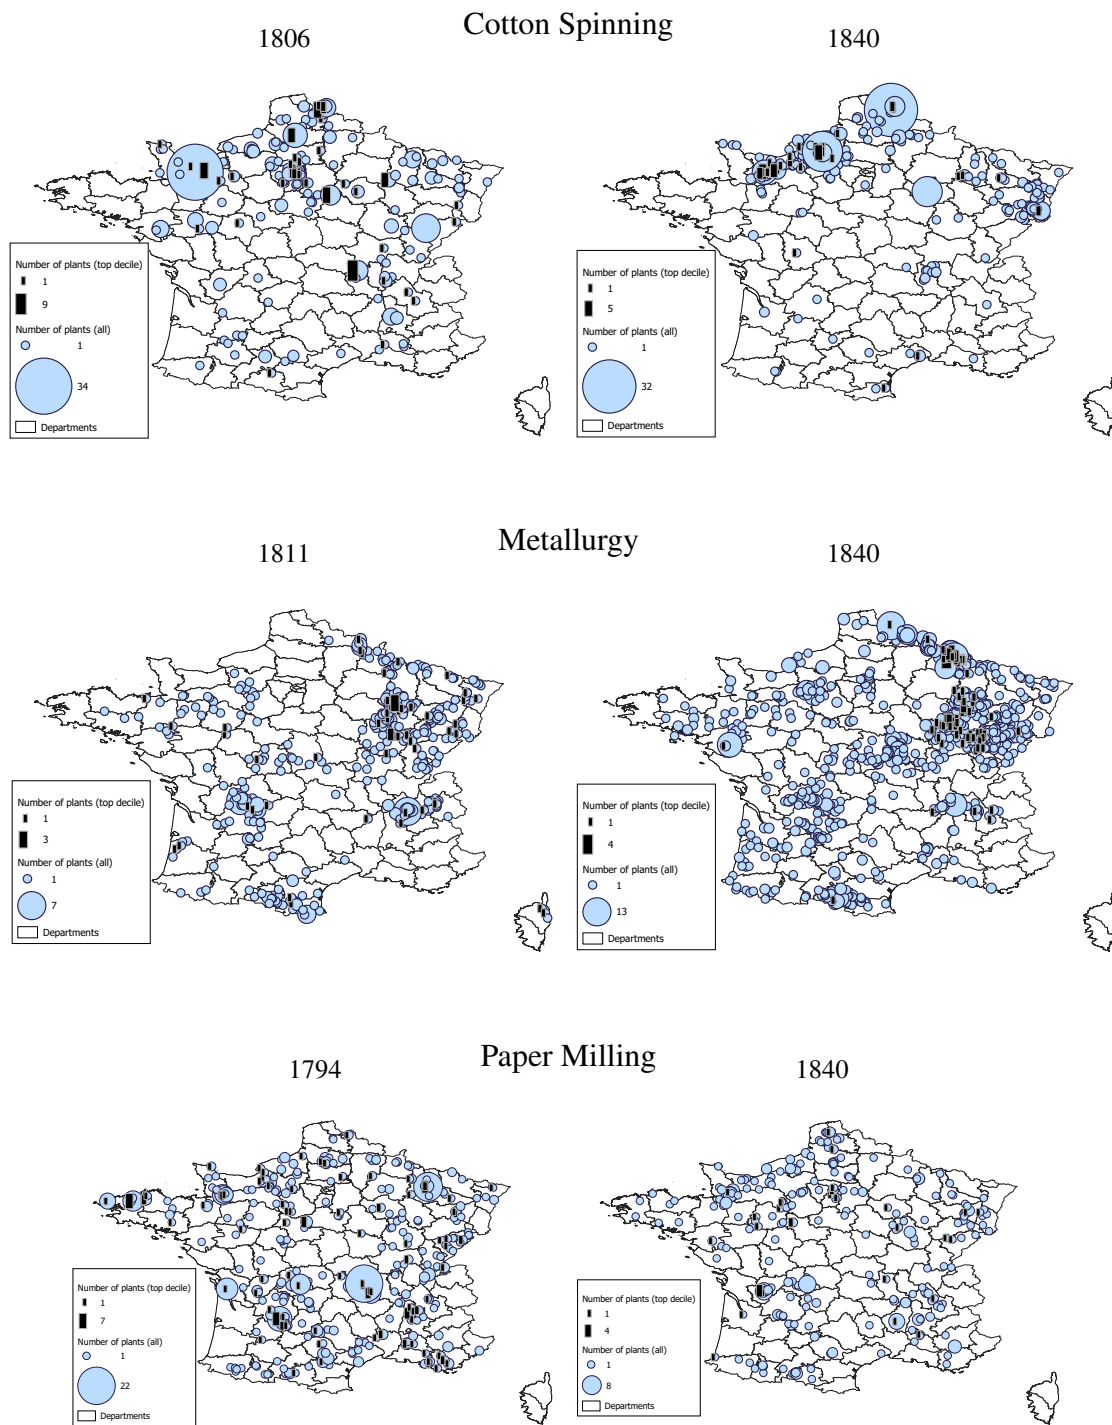 Cotton Spinning
1806
1840
Number of plants (top decile)
1
9
Number of plants (all)
1
34
Departments
Number of plants (top decile)
1
5
Number of plants (all)
1
32
Departments
Metallurgy
1811
1840
Number of plants (top decile)
1
3
Number of plants (all)
1
7
Departments
Number of plants (top decile)
1
4
Number of plants (all)
1
13
Departments
Paper Milling
1794
1840
Number of plants (top decile)
1
7
Number of plants (all)
1
22
Departments
Number of plants (top decile)
1
4
Number of plants (all)
1
8
Departments